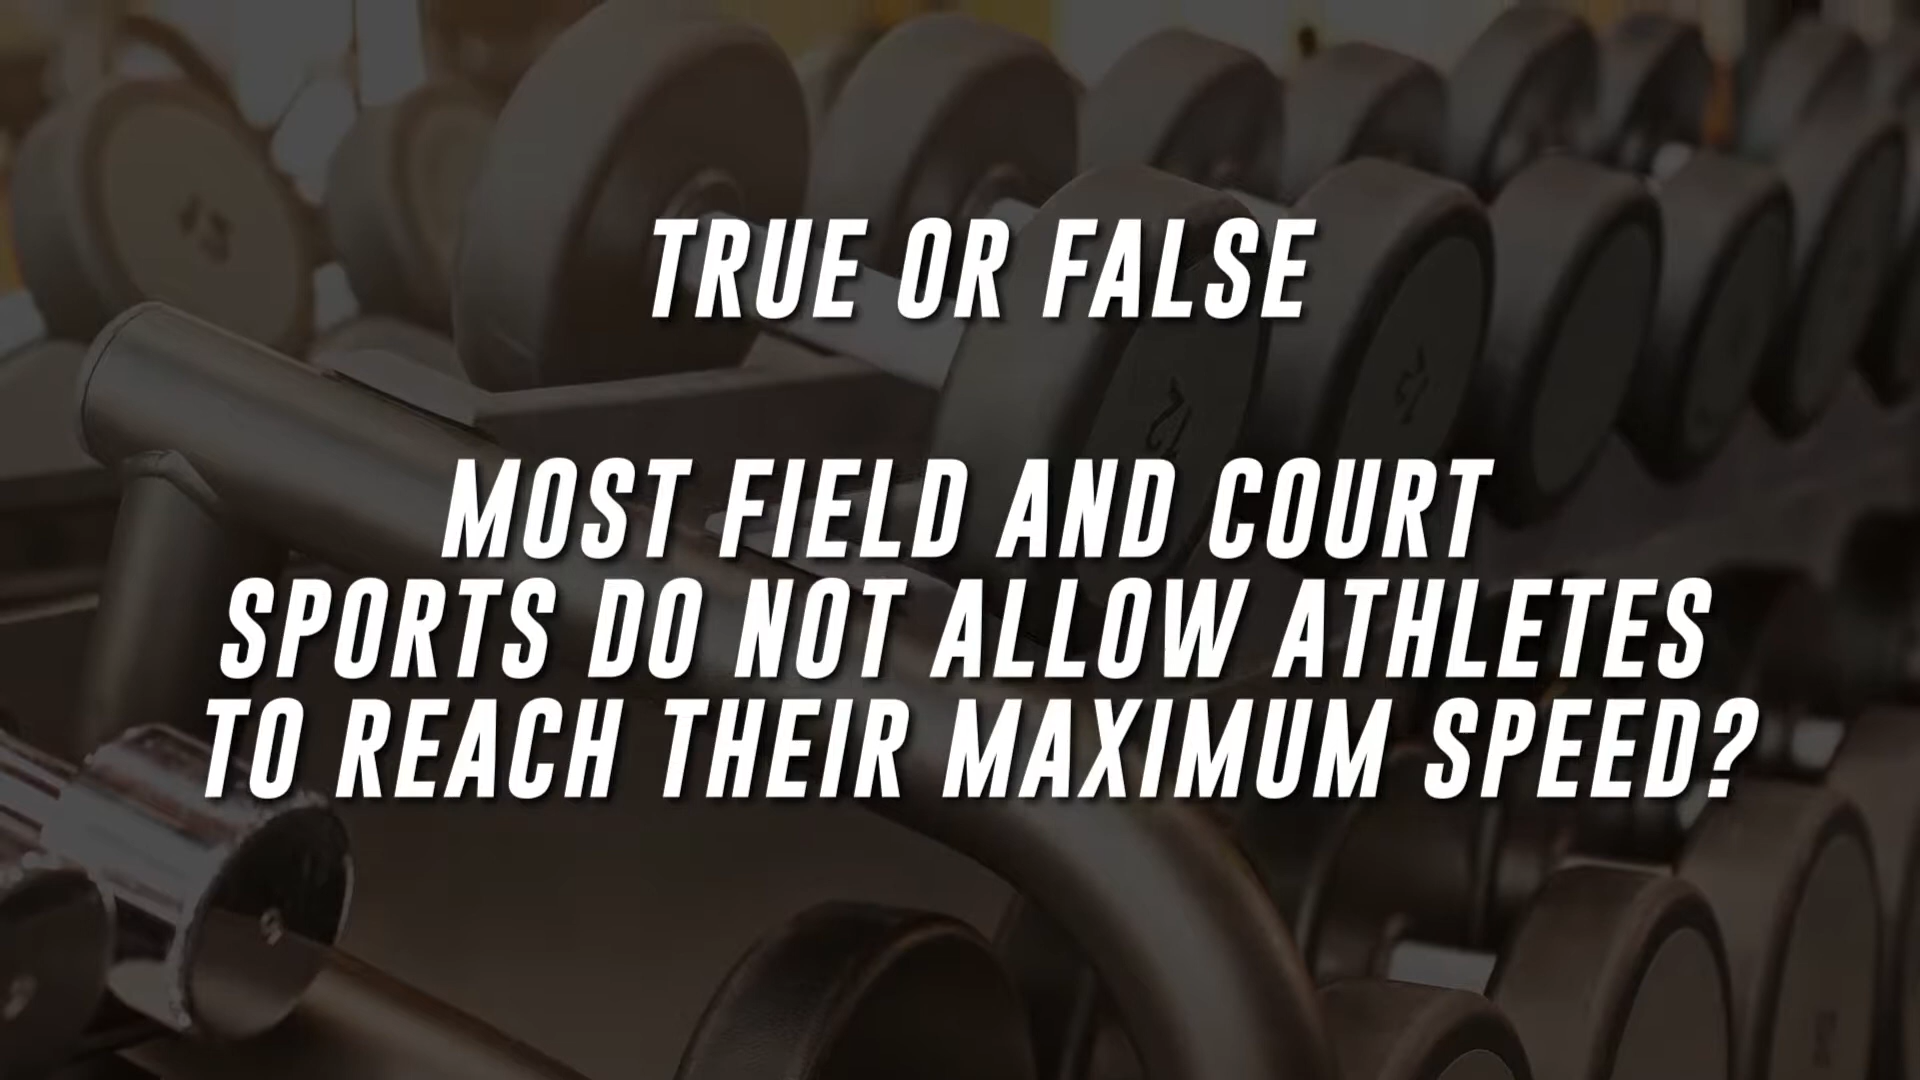 TRUE OR FALSE
MOST FIELD AND COURT
SPORTS DO NOT ALLOW ATHLETES
TO REACH THEIR MAXIMUM SPEED?